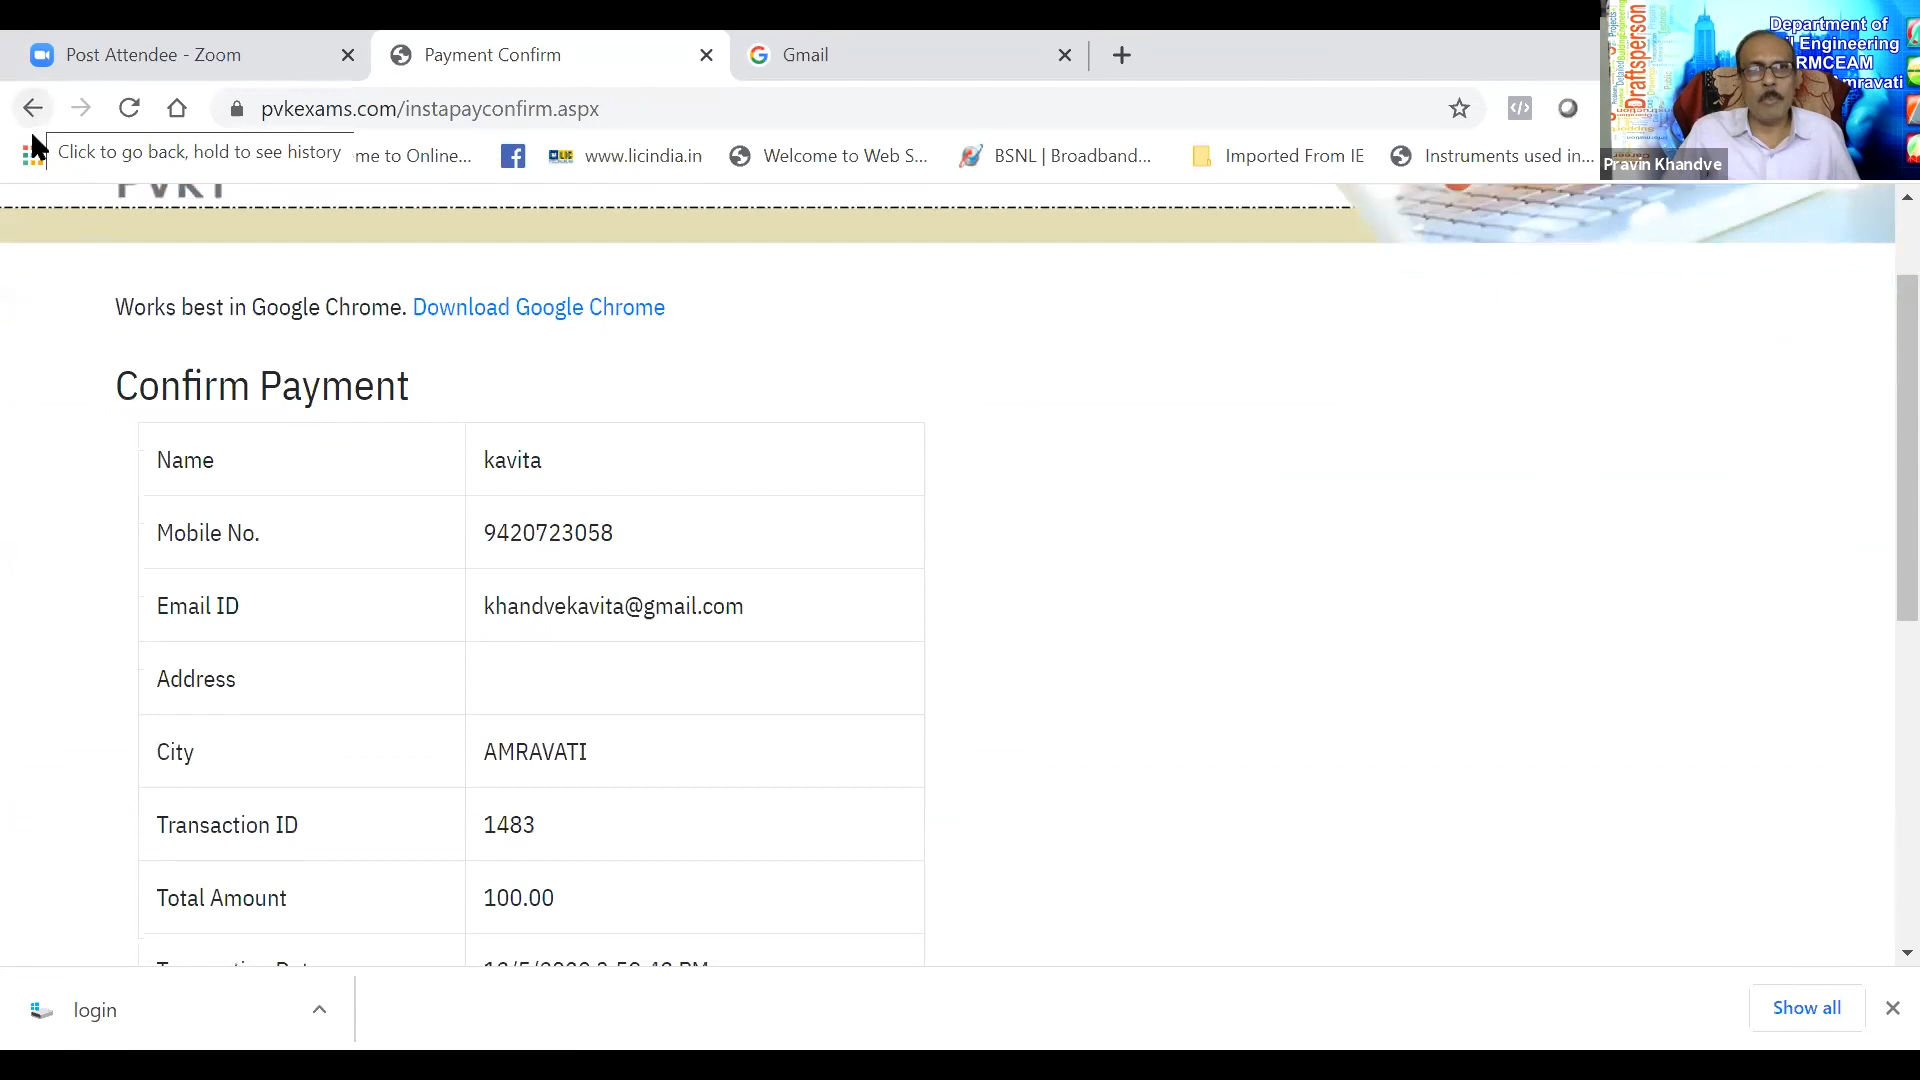 Post Attendee - Zoom
Payment Confirm
Gmail
pvkexams.com/instapayconfirm.aspx
Click to go back, hold to see history
me to Online...
www.licindia.in
Welcome to Web S...
BSNL | Broadband...
Imported From IE
Instruments used in...
Department of
Engineering
RMCEAM
Amravati
Draftsperson
Pravin Khandve
PVKT
Works best in Google Chrome. Download Google Chrome
Confirm Payment
Name kavita
Mobile No. 9420723058
Email ID khandvekavita@gmail.com
Address
City AMRAVATI
Transaction ID 1483
Total Amount 100.00
login
Show all